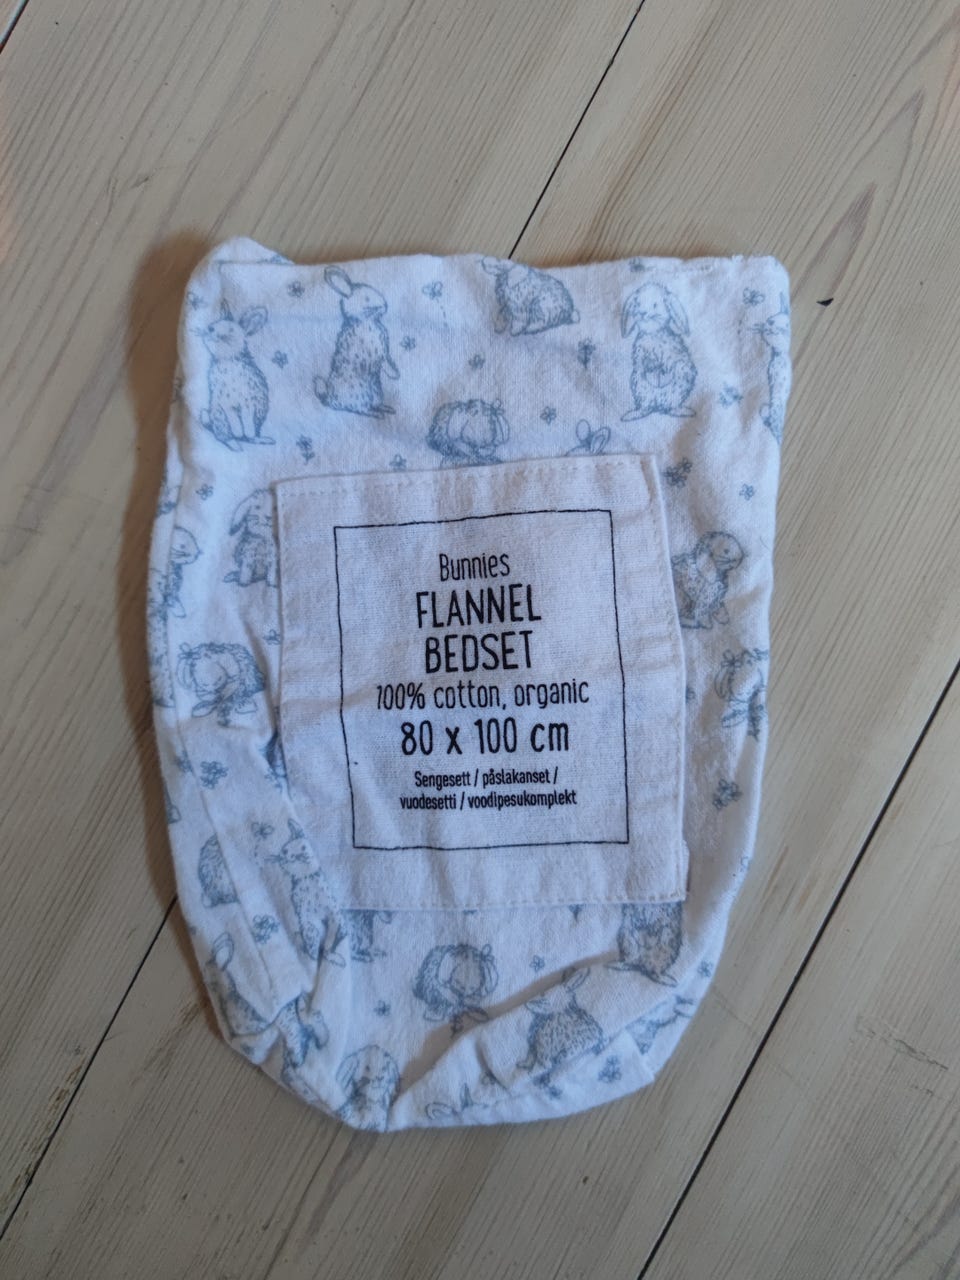 Bunnies
FLANNEL
BEDSET
100% cotton, organic
80 x 100 cm
Sengesett / påslakanset /
vuodesetti / voodipesukomplekt